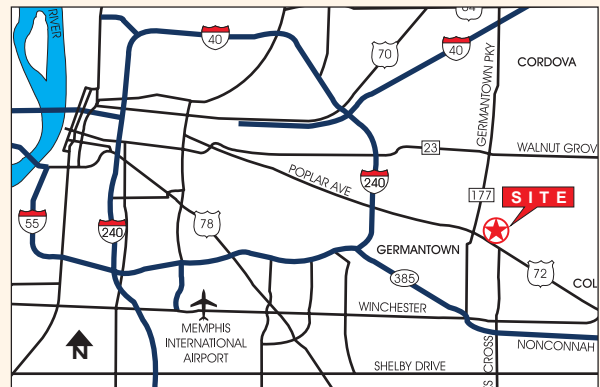 RIVER
64
40
70
40
CORDOVA
GERMANTOWN PKY
23
WALNUT GROV
POPLAR AVE
240
177
SITE
55
240
78
GERMANTOWN
385
72
COL
WINCHESTER
MEMPHIS
INTERNATIONAL
AIRPORT
N
NONCONNAH
SHELBY DRIVE
S CROSS